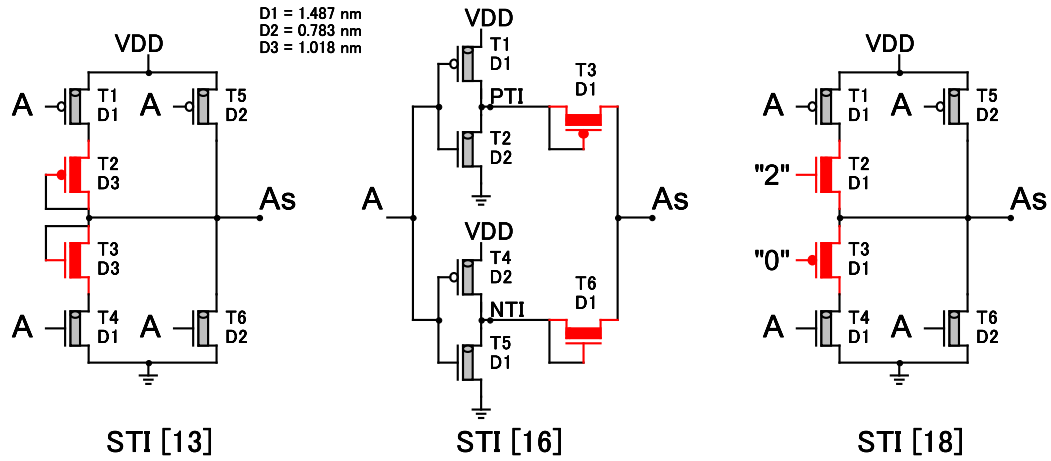 D1 = 1.487 nm
D2 = 0.783 nm
D3 = 1.018 nm
VDD
A
T1
D1
A
T5
D2
T2
D3
As
T3
D3
A
T4
D1
A
T6
D2
STI [13]
VDD
T1
D1
PTI
T3
D1
T2
D2
A
As
VDD
T4
D2
NTI
T6
D1
T5
D1
STI [16]
VDD
A
T1
D1
A
T5
D2
"2"
T2
D1
As
"0"
T3
D1
A
T4
D1
A
T6
D2
STI [18]